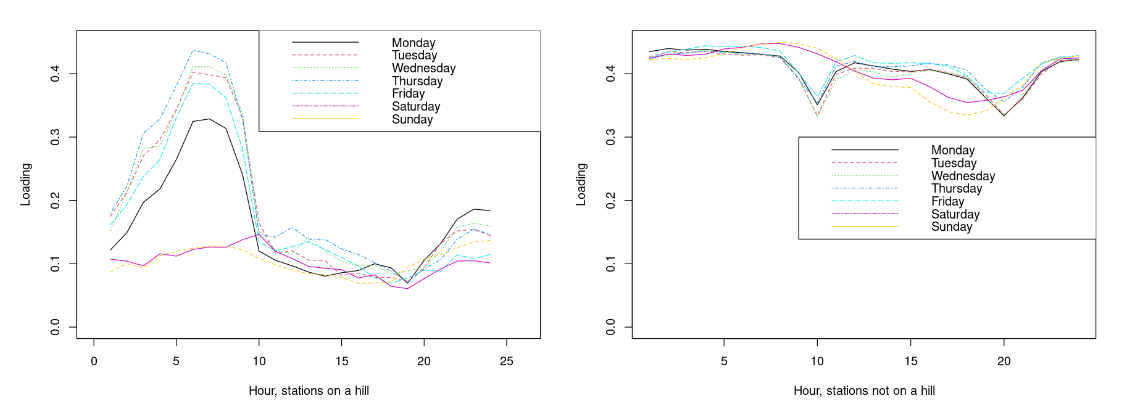 Loading
0.0
0.1
0.2
0.3
0.4
0
5
10
15
20
25
Hour, stations on a hill
Monday
Tuesday
Wednesday
Thursday
Friday
Saturday
Sunday
Loading
0.0
0.1
0.2
0.3
0.4
5
10
15
20
Hour, stations not on a hill
Monday
Tuesday
Wednesday
Thursday
Friday
Saturday
Sunday